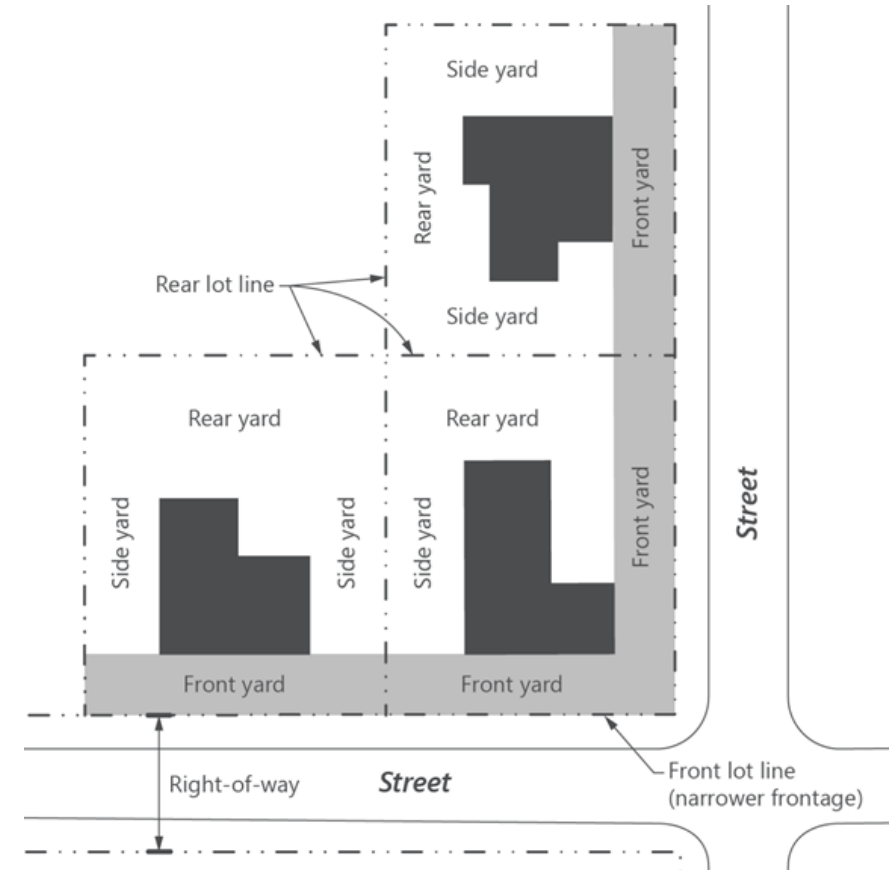 Side yard
Rear yard
Front yard
Rear lot line
Side yard
Rear yard
Rear yard
Side yard
Side yard
Side yard
Front yard
Street
Front yard
Front yard
Right-of-way
Street
Front lot line
(narrower frontage)